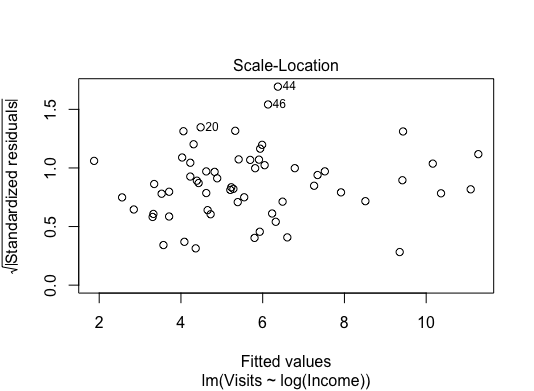 Scale-Location
√|Standardized residuals|
1.5
1.0
0.5
0.0
44
46
20
2 4 6 8 10
Fitted values
lm(Visits ~ log(Income))